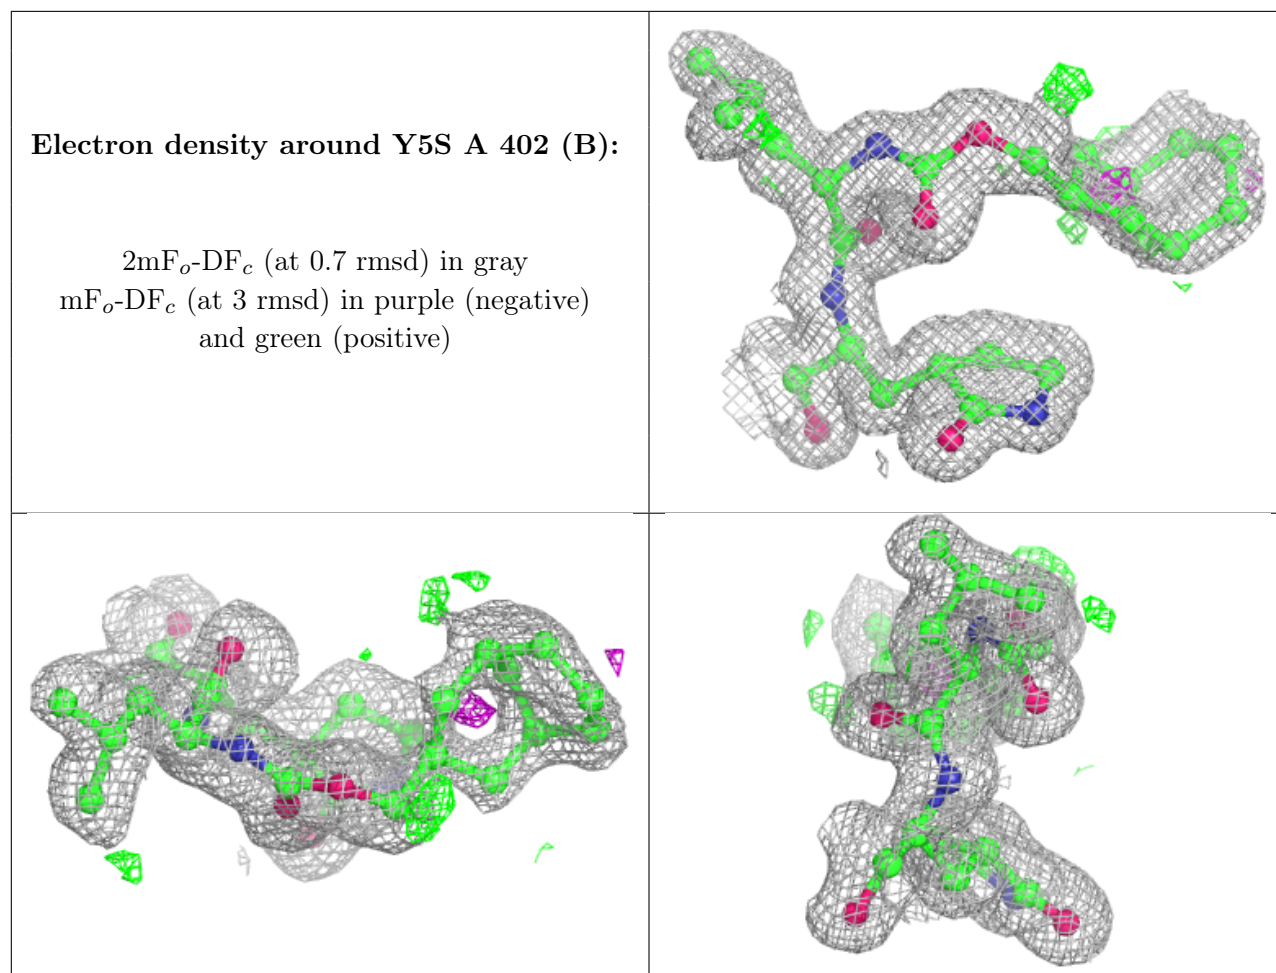 Electron density around Y5S A 402 (B):
2mFₒ-DF𝒸 (at 0.7 rmsd) in gray
mFₒ-DF𝒸 (at 3 rmsd) in purple (negative)
and green (positive)